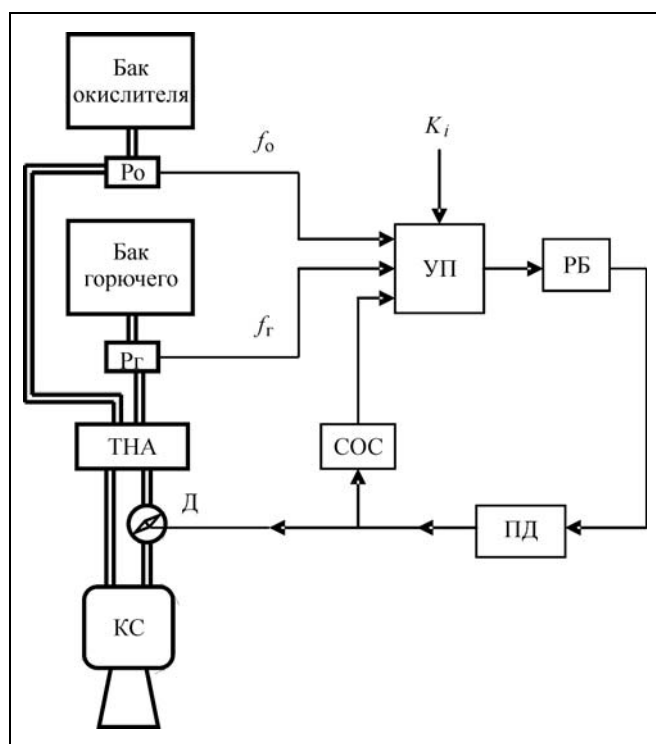 Бак
окислителя
Ро
fо
Ki
Бак
горючего
УП
РБ
Рг
fг
ТНА
СОС
Д
ПД
КС